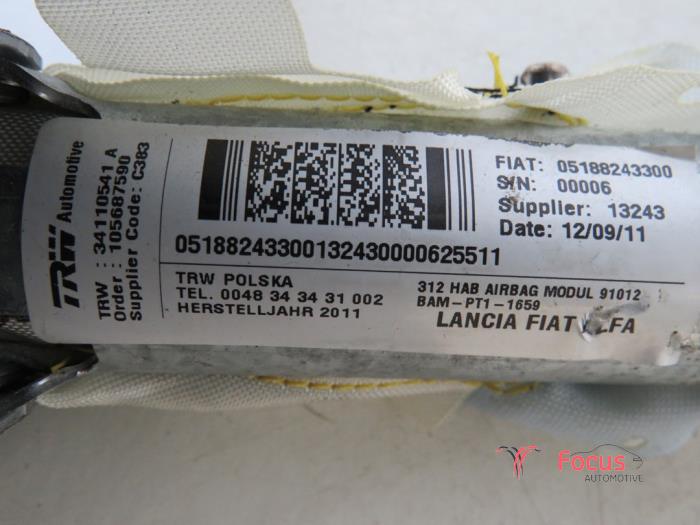 TRW Automotive
TRW : 34110541 A
Order : 105687590
Supplier Code: C383
FIAT: 05188243300
S/N: 00006
Supplier: 13243
Date: 12/09/11
05188243300132430000625511
TRW POLSKA
TEL. 0048 34 34 31 002
HERSTELLJAHR 2011
312 HAB AIRBAG MODUL 91012
BAM-PT1-1659
LANCIA FIAT
Focus
AUTOMOTIVE